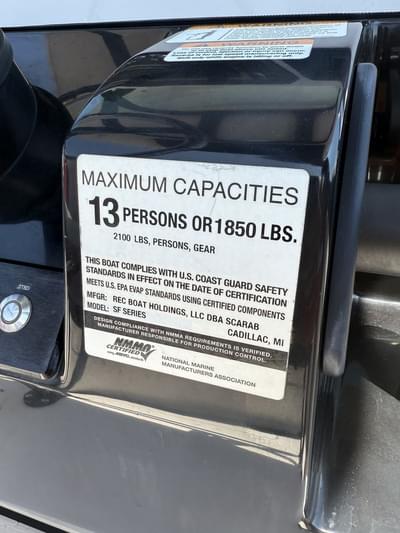 WARNING
MAXIMUM CAPACITIES
13 PERSONS OR 1850 LBS.
2100 LBS, PERSONS, GEAR
THIS BOAT COMPLIES WITH U.S. COAST GUARD SAFETY
STANDARDS IN EFFECT ON THE DATE OF CERTIFICATION
MEETS U.S. EPA EVAP STANDARDS USING CERTIFIED COMPONENTS
MFGR: REC BOAT HOLDINGS, LLC DBA SCARAB
MODEL: SF SERIES CADILLAC, MI
DESIGN COMPLIANCE WITH NMMA REQUIREMENTS IS VERIFIED.
MANUFACTURER RESPONSIBLE FOR PRODUCTION CONTROL.
NMMA
CERTIFIED
NATIONAL MARINE
MANUFACTURERS ASSOCIATION